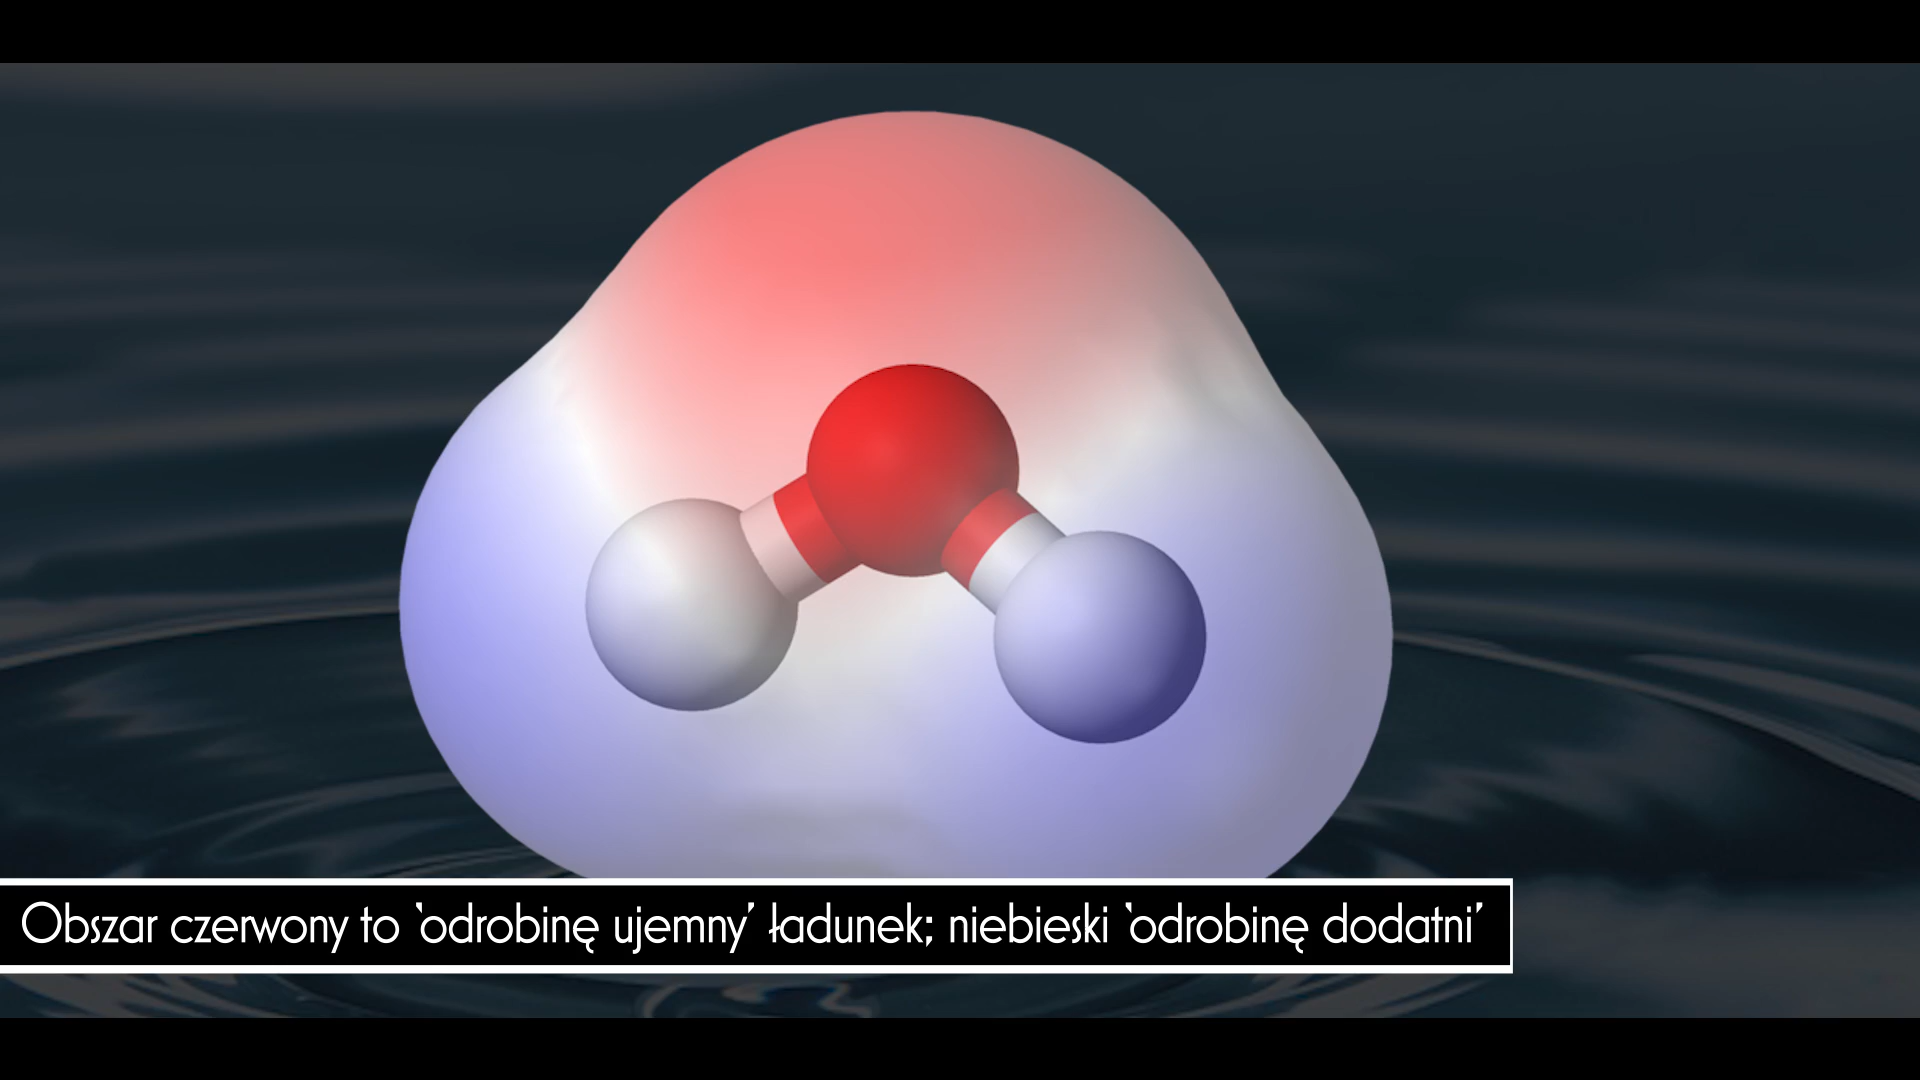 Obszar czerwony to ‛odrobinę ujemny’ ładunek; niebieski ‛odrobinę dodatni’